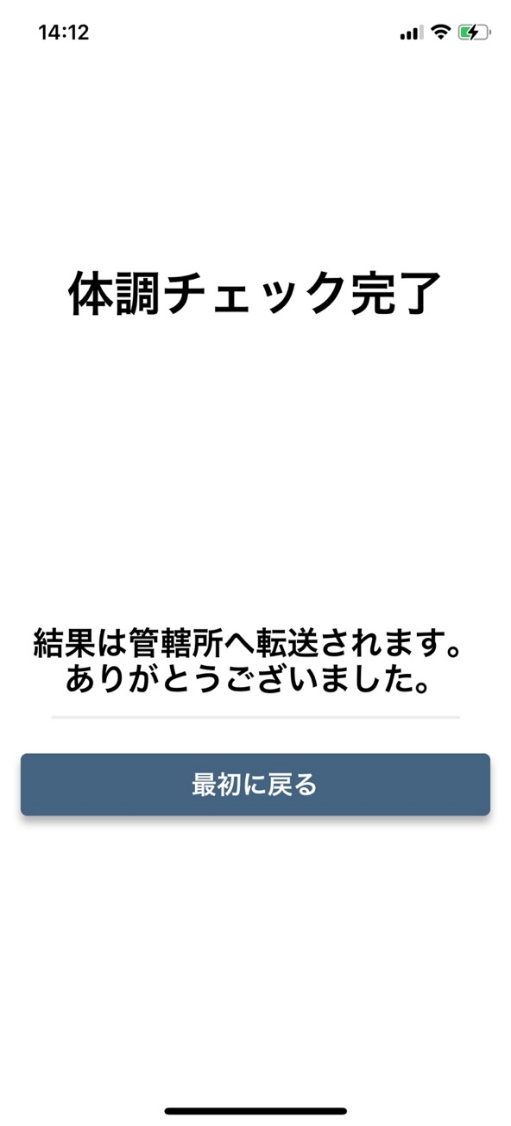 14:12
体調チェック完了
結果は管轄所へ転送されます。
ありがとうございました。
最初に戻る